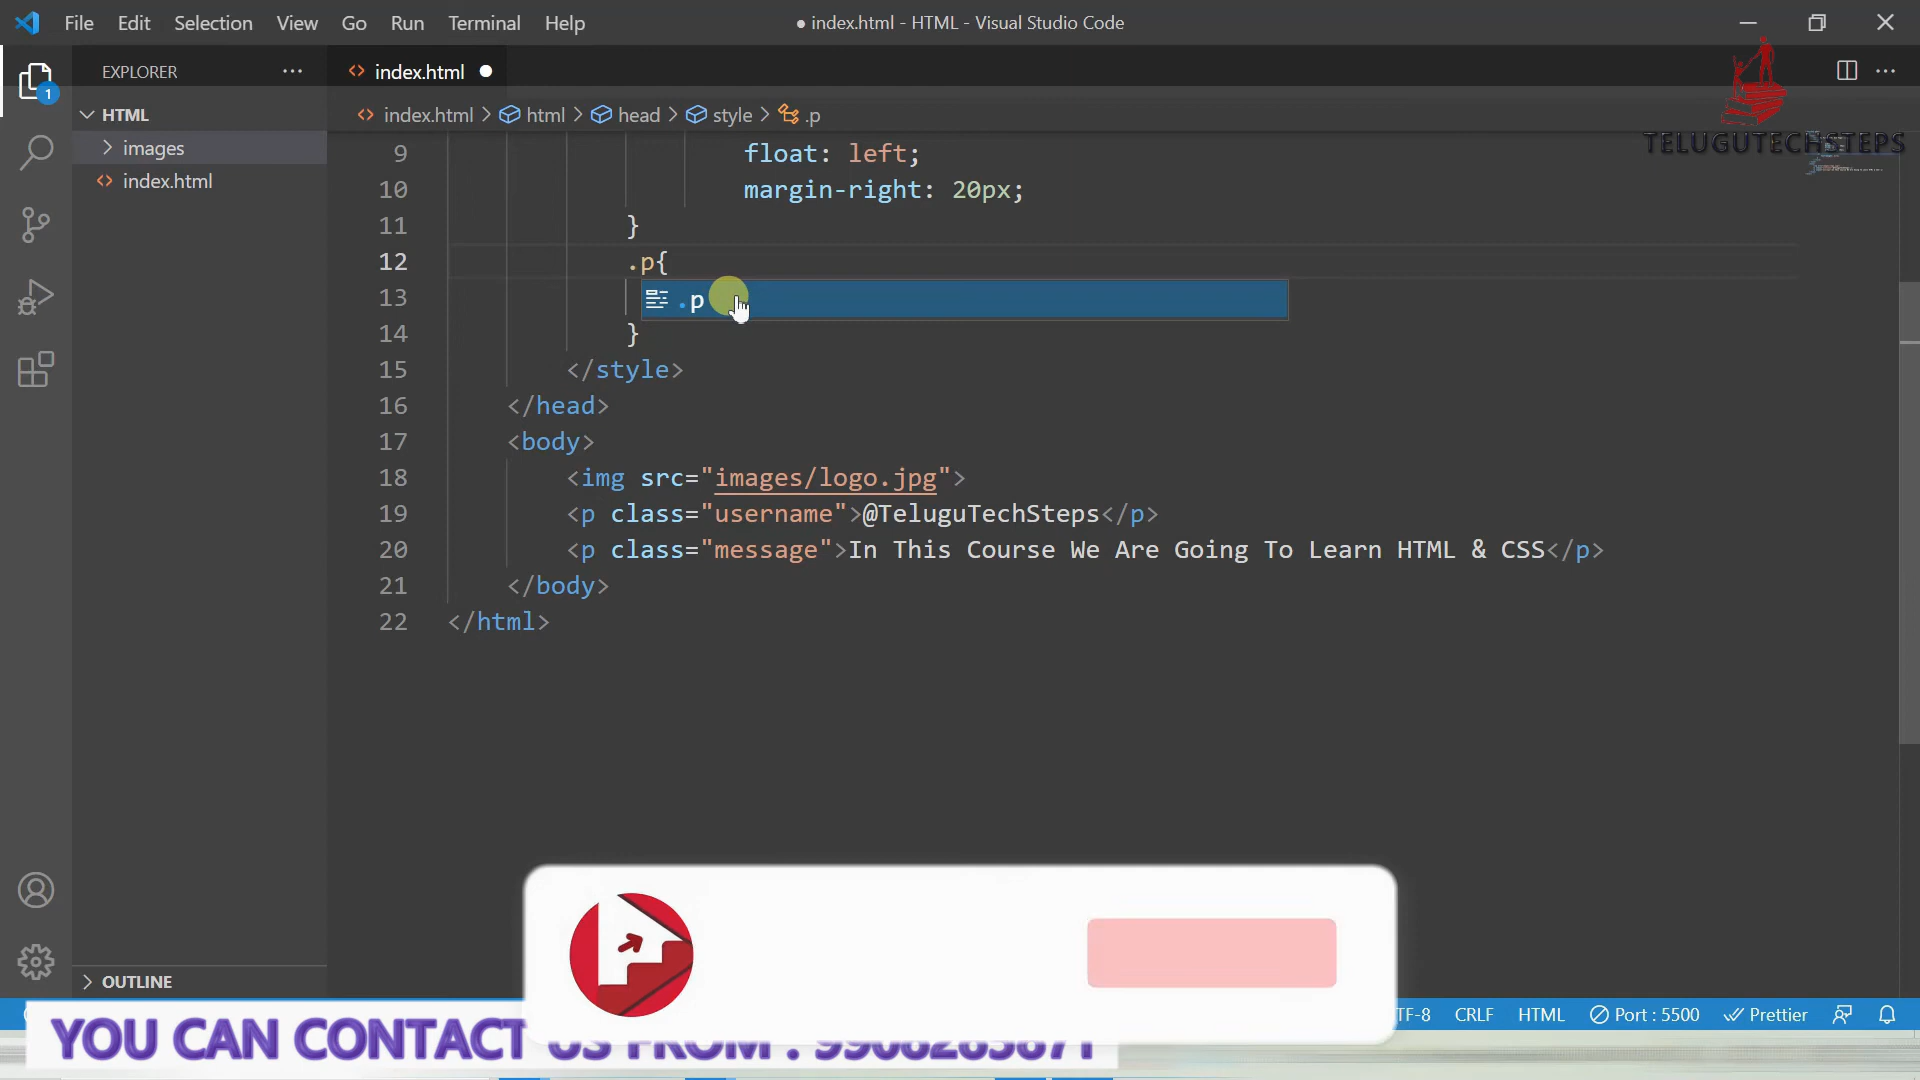 File Edit Selection View Go Run Terminal Help
● index.html - HTML - Visual Studio Code
EXPLORER
index.html
TELUGUTECHSTEPS
1
HTML
images
index.html
index.html > html > head > style > .p
9 float: left;
10 margin-right: 20px;
11 }
12 .p{
.p
13
14 }
15 </style>
16 </head>
17 <body>
18 <img src="images/logo.jpg">
19 <p class="username">@TeluguTechSteps</p>
20 <p class="message">In This Course We Are Going To Learn HTML & CSS</p>
21 </body>
22 </html>
OUTLINE
CRLF HTML Port : 5500 Prettier
YOU CAN CONTACT US FROM :